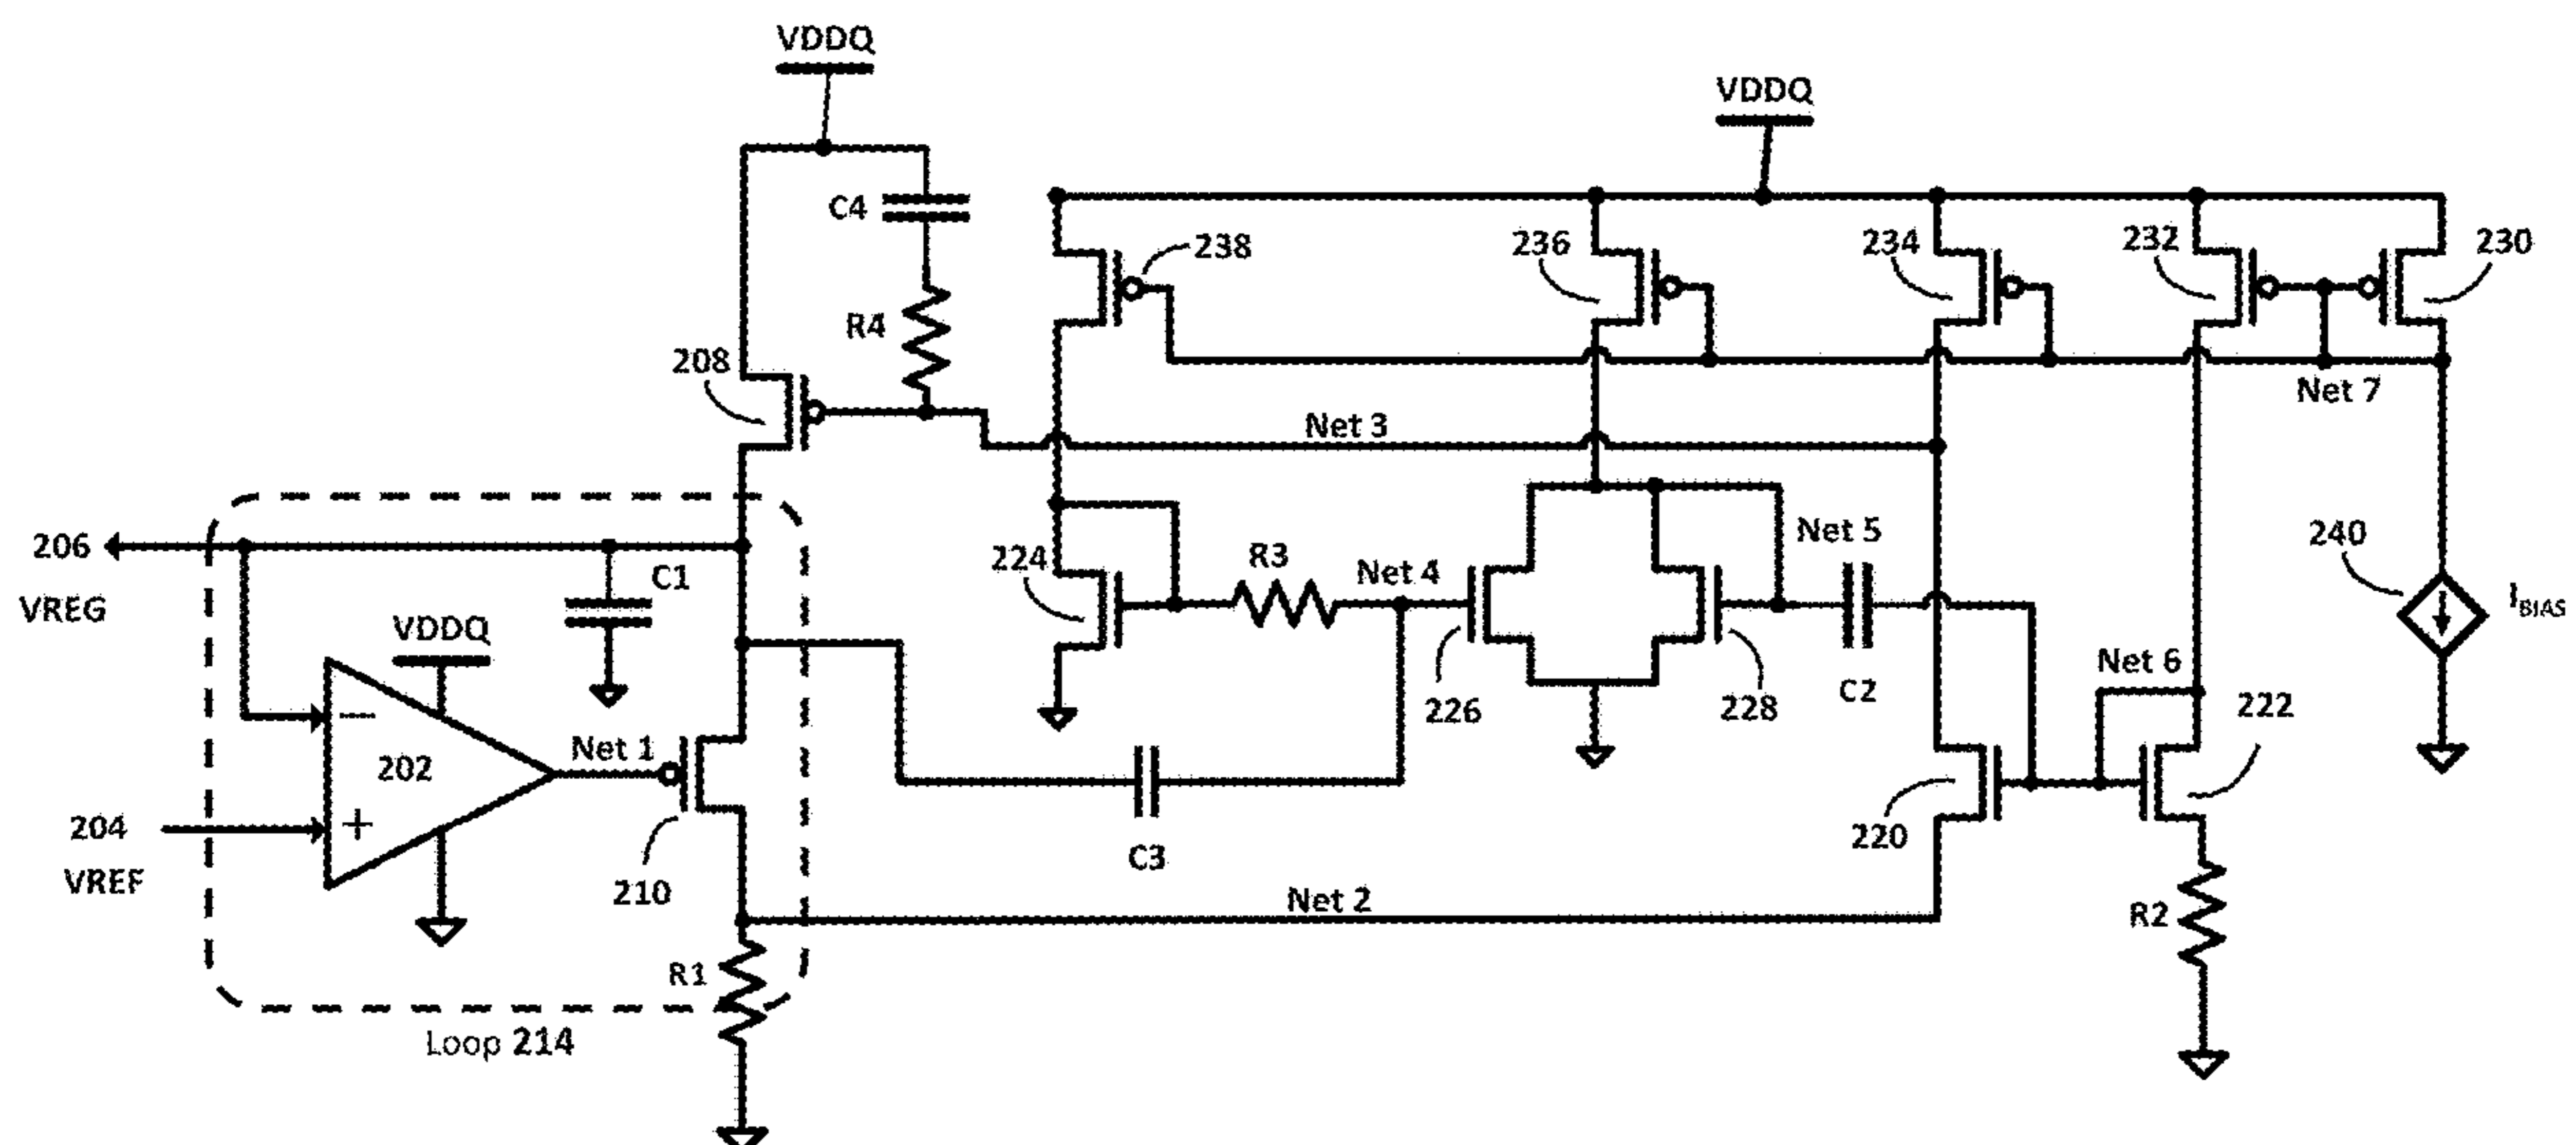 VDDQ
VDDQ
C4
238
236
234
232
230
R4
208
Net 7
Net 3
206
VREG
C1
224
R3
Net 4
Net 5
240
I_BIAS
VDDQ
226
228
C2
Net 6
222
202
−
+
Net 1
204
VREF
210
C3
220
Net 2
R2
R1
Loop 214